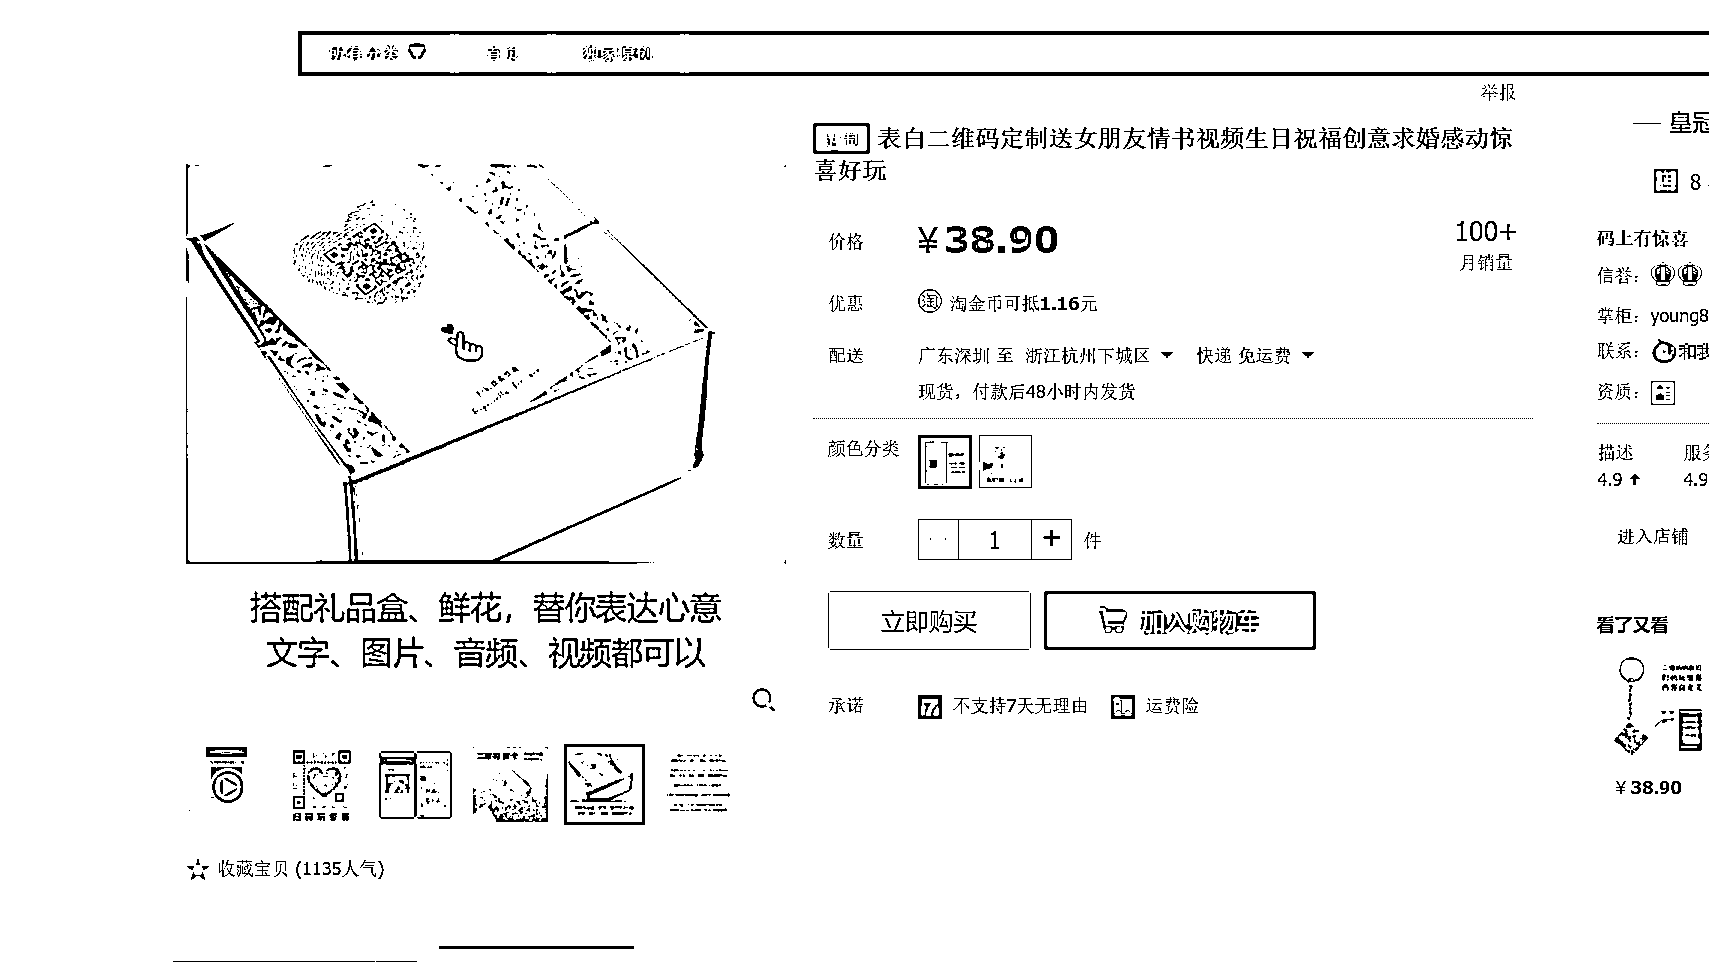 举报
表白二维码定制送女朋友情书视频生日祝福创意求婚感动惊
喜好玩
价格 ¥38.90
100+
月销量
优惠 淘 淘金币可抵1.16元
配送 广东深圳 至 浙江杭州下城区 快递 免运费
现货，付款后48小时内发货
颜色分类
数量 1 + 件
立即购买 加入购物车
承诺 7 不支持7天无理由 运费险
搭配礼品盒、鲜花，替你表达心意
文字、图片、音频、视频都可以
收藏宝贝 (1135人气)
皇冠
8
码上有惊喜
信誉：
掌柜： young8
联系： 和我
资质：
描述 服务
4.9 4.9
进入店铺
看了又看
¥38.90